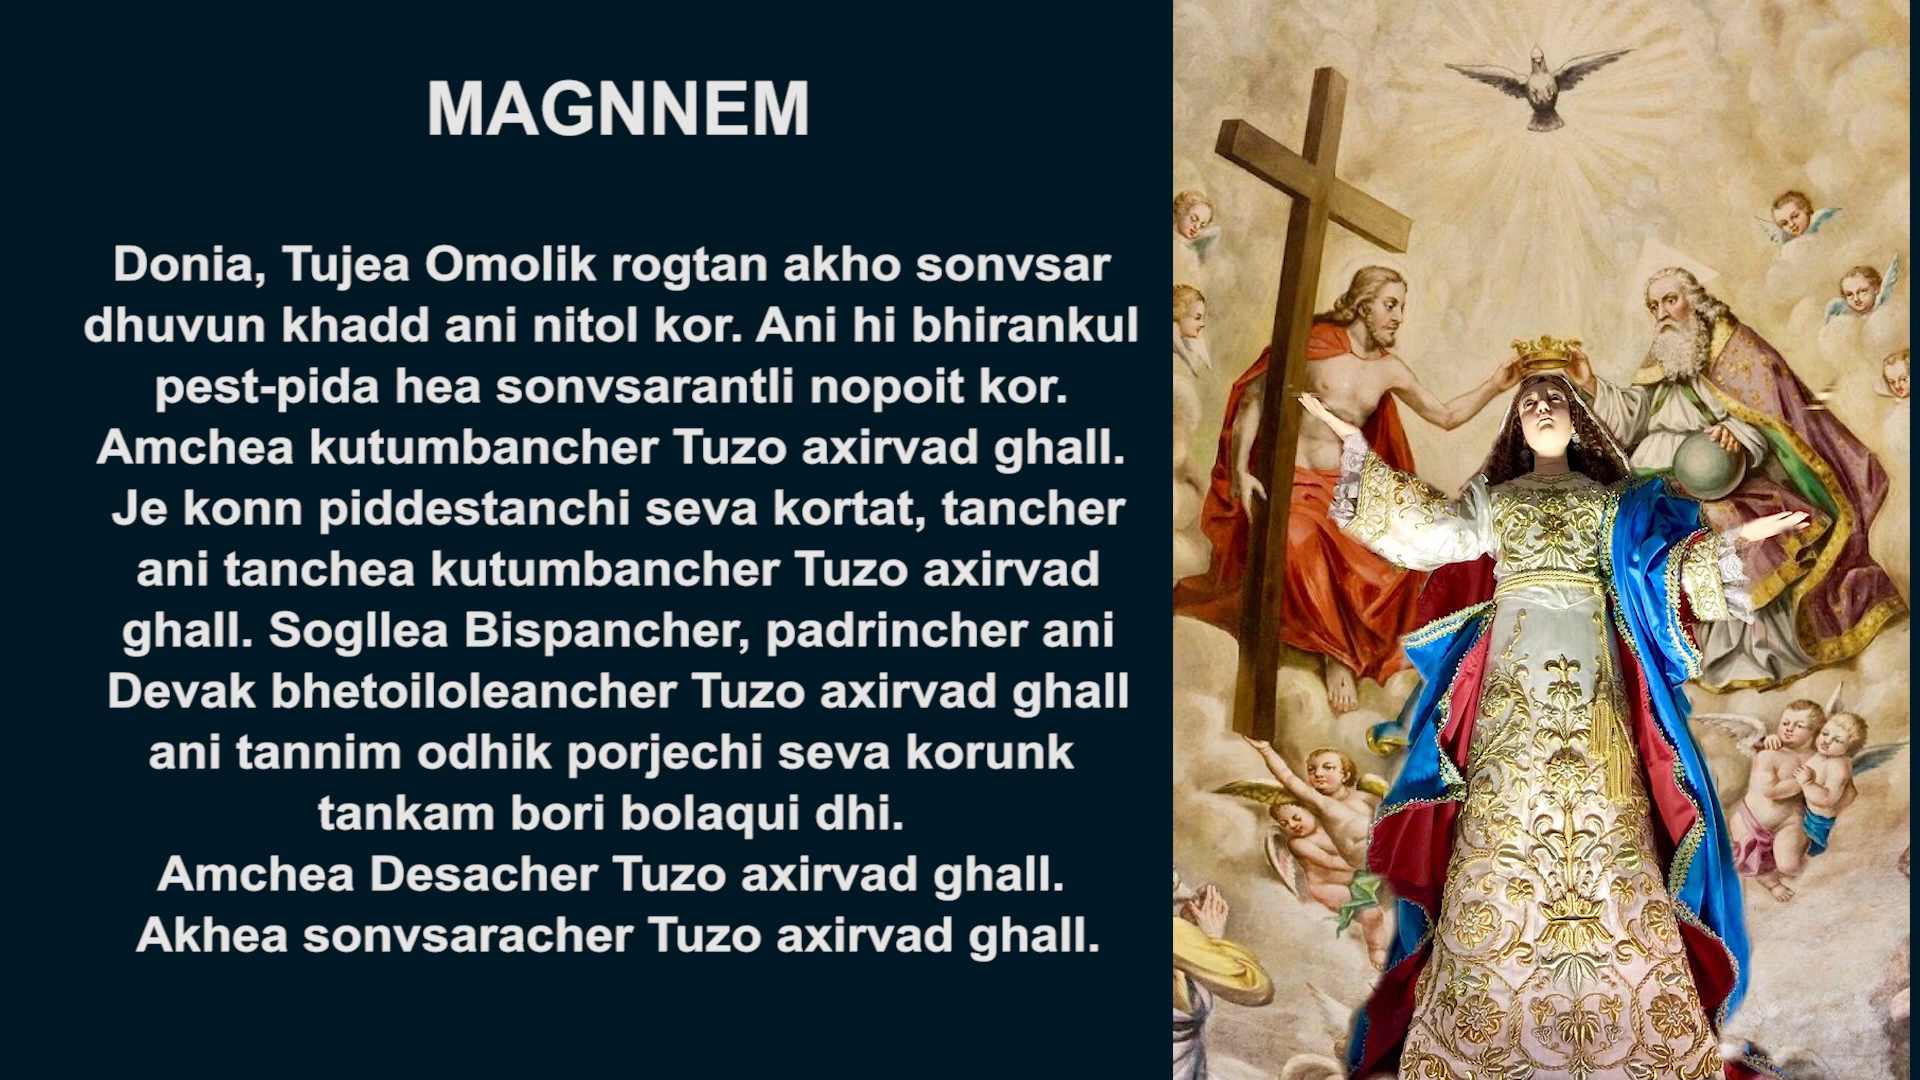 MAGNNEM
Donia, Tujea Omolik rogtan akho sonvsar
dhuvun khadd ani nitol kor. Ani hi bhirankul
pest-pida hea sonvsarantli nopoit kor.
Amchea kutumbancher Tuzo axirvad ghall.
Je konn piddestanchi seva kortat, tancher
ani tanchea kutumbancher Tuzo axirvad
ghall. Sogllea Bispancher, padrincher ani
Devak bhetoiloleancher Tuzo axirvad ghall
ani tannim odhik porjechi seva korunk
tankam bori bolaqui dhi.
Amchea Desacher Tuzo axirvad ghall.
Akhea sonvsaracher Tuzo axirvad ghall.